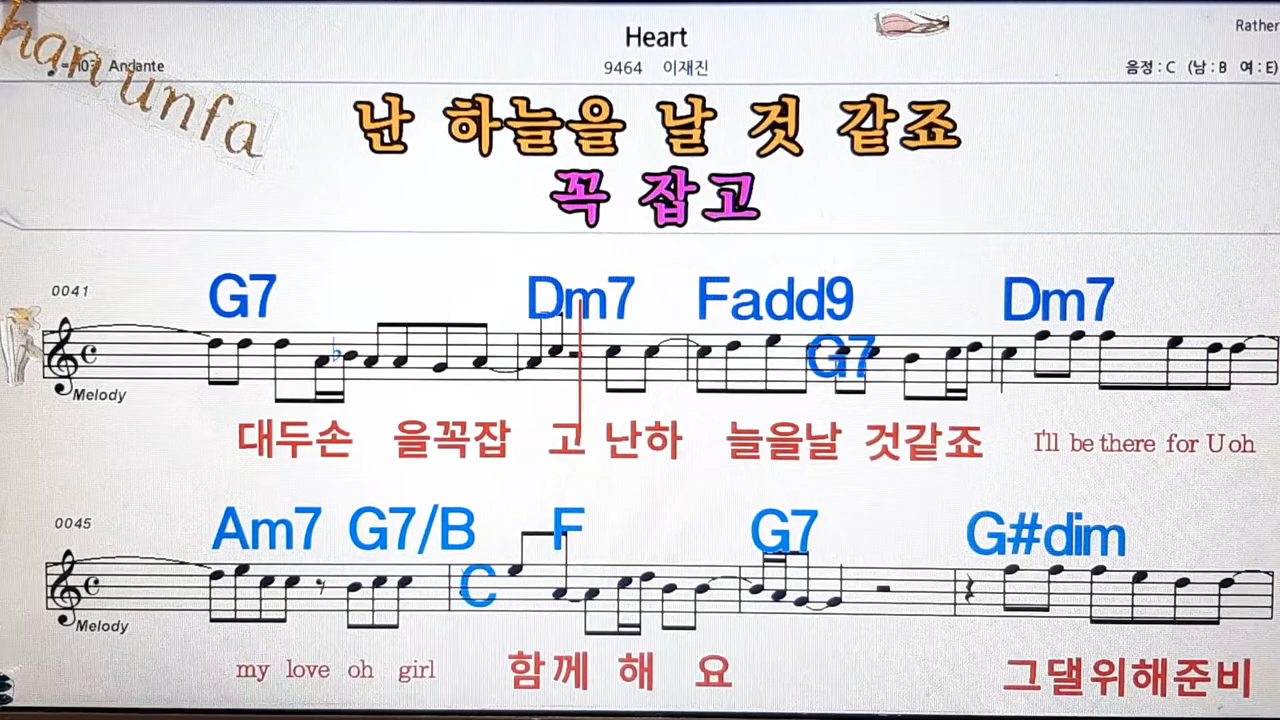 han unfa
Heart
Rather
=103 Andante
9464 이재진
음정 : C (남 : B 여 : E)
난 하늘을 날 것 같죠
꼭 잡고
0041
G7 Dm7 Fadd9 G7 Dm7
Melody
대두손 을꼭잡 고 난하 늘을날 것같죠 I'll be there for U oh
0045
Am7 G7/B C F G7 G#dim
Melody
my love oh girl 함께 해 요 그댈위해준비